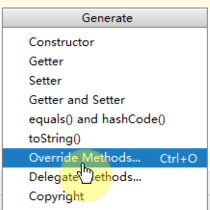 Generate
Constructor
Getter
Setter
Getter and Setter
equals() and hashCode()
toString()
Override Methods... Ctrl+O
Delegate Methods...
Copyright